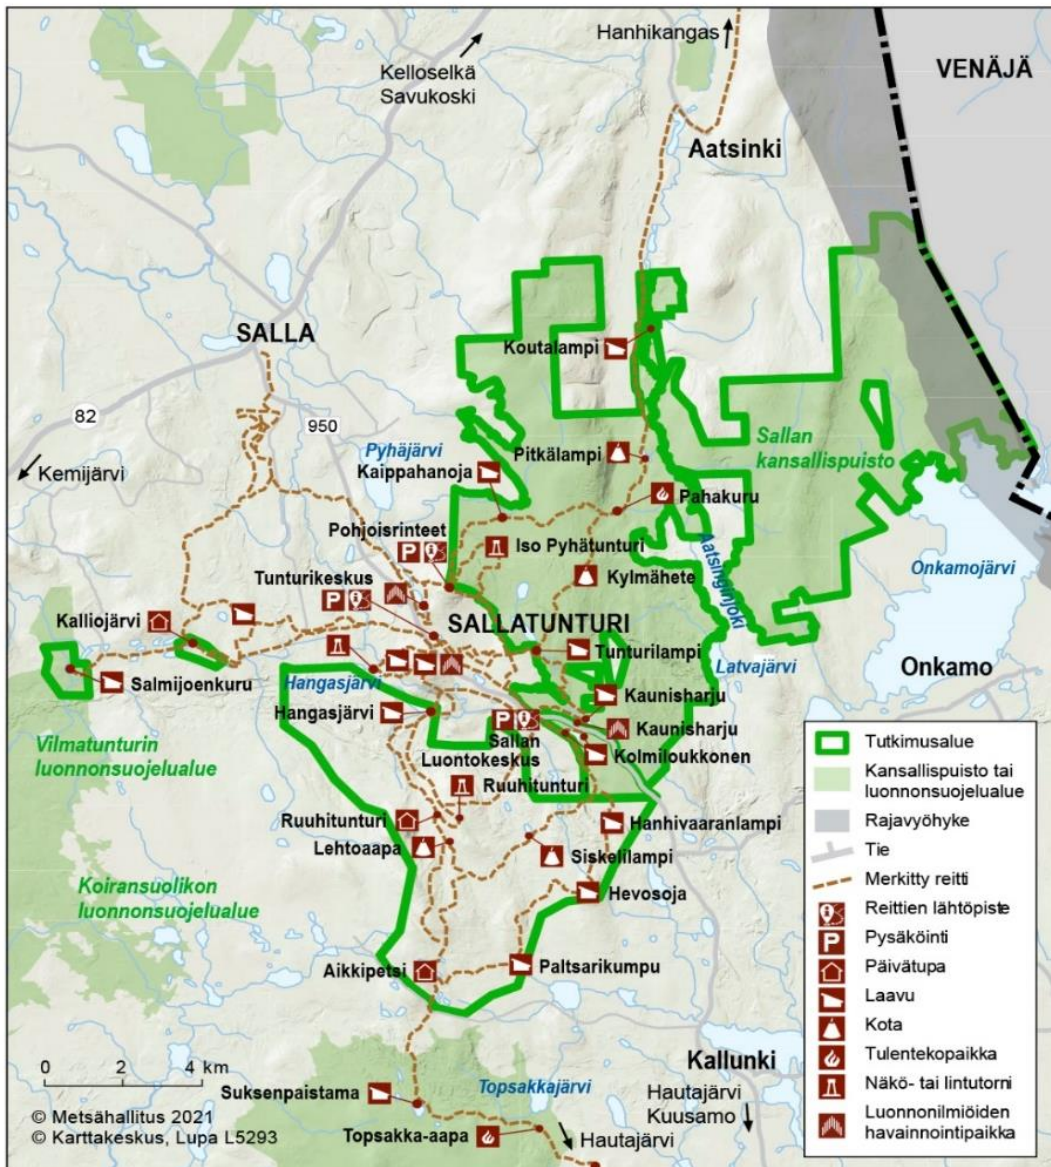 Hanhikangas
VENÄJÄ
Kelloselkä
Savukoski
Aatsinki
SALLA
Koutalampi
82
950
Pyhäjärvi
Sallan
kansallispuisto
Kemijärvi
Kaippahanoja
Pitkälampi
Pahakuru
Pohjoisrinteet
Iso Pyhätunturi
Aatsinginjoki
Onkamojärvi
Tunturikeskus
Kylmähete
Kalliojärvi
SALLATUNTURI
Tunturilampi
Latvajärvi
Onkamo
Salmijoenkuru
Hangasjärvi
Kaunisharju
Hangasjärvi
Kaunisharju
Vilmatunturin
luonnonsuojelualue
Sallan
Luontokeskus
Kolmiloukkonen
Ruuhitunturi
Ruuhitunturi
Hanhivaaranlampi
Lehtoaapa
Siskelilampi
Koiransuolikon
luonnonsuojelualue
Hevosoja
Aikkipetsi
Paltsarikumpu
Kallunki
Suksenpaistama
Topsakkajärvi
Hautajärvi
Kuusamo
Topsakka-aapa
Hautajärvi
P
P
P
Tutkimusalue
Kansallispuisto tai
luonnonsuojelualue
Rajavyöhyke
Tie
Merkitty reitti
Reittien lähtöpiste
P Pysäköinti
Päivätupa
Laavu
Kota
Tulentekopaikka
Näkö- tai lintutorni
Luonnonilmiöiden
havainnointipaikka
0 2 4 km
© Metsähallitus 2021
© Karttakeskus, Lupa L5293